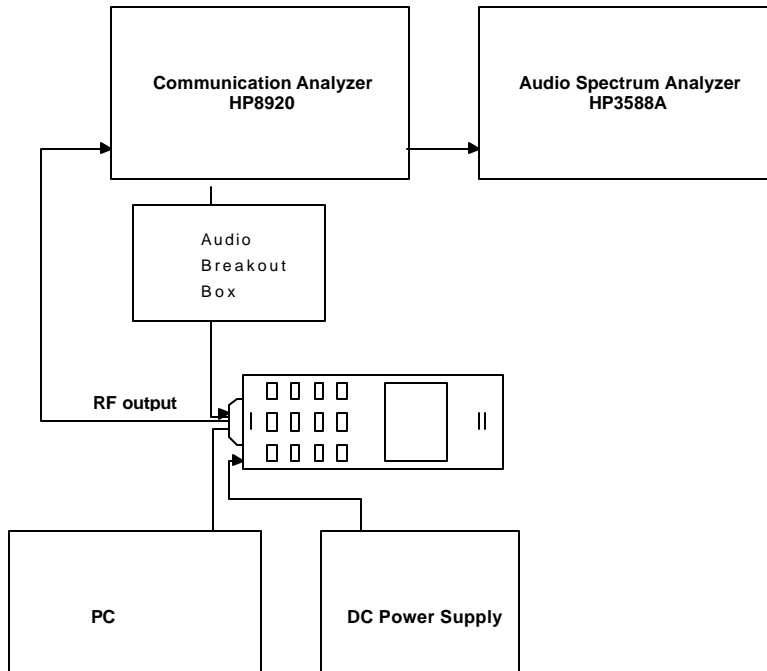 Communication Analyzer
HP8920
Audio Spectrum Analyzer
HP3588A
Audio
Breakout
Box
RF output
PC
DC Power Supply